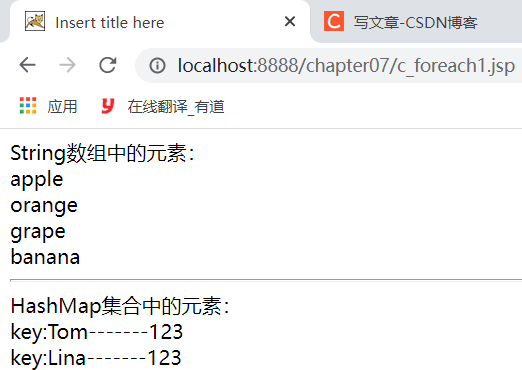 Insert title here
写文章-CSDN博客
localhost:8888/chapter07/c_foreach1.jsp
应用 在线翻译_有道
String数组中的元素：
apple
orange
grape
banana
HashMap集合中的元素：
key:Tom-------123
key:Lina-------123